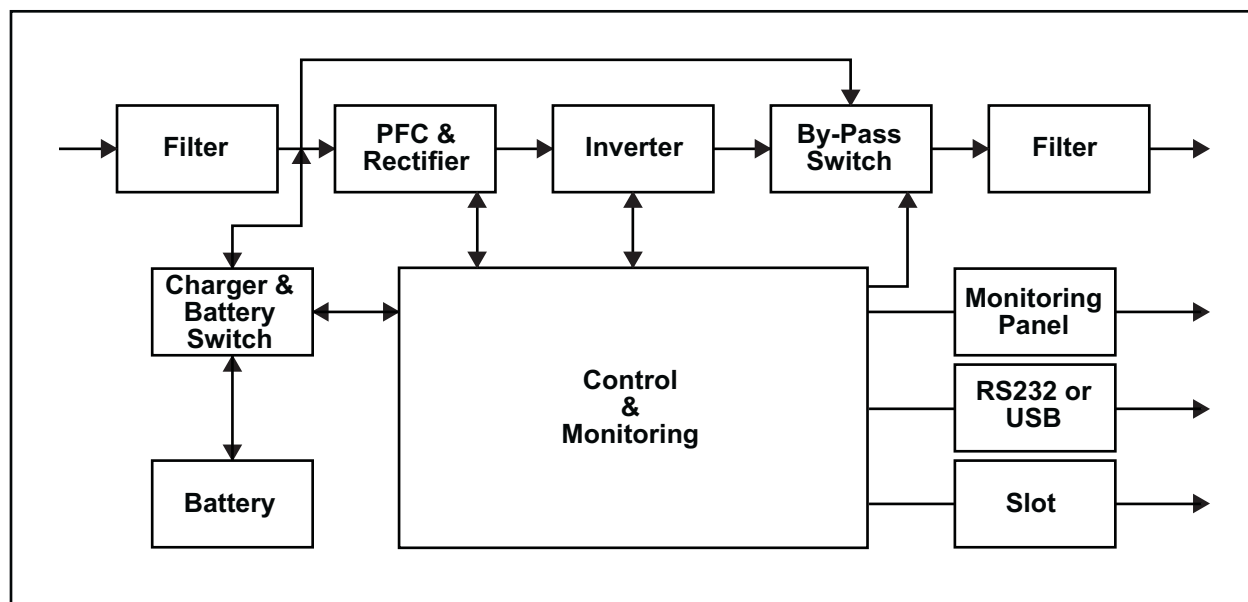 Filter
PFC &
Rectifier
Inverter
By-Pass
Switch
Filter
Charger &
Battery
Switch
Control
&
Monitoring
Monitoring
Panel
RS232 or
USB
Battery
Slot